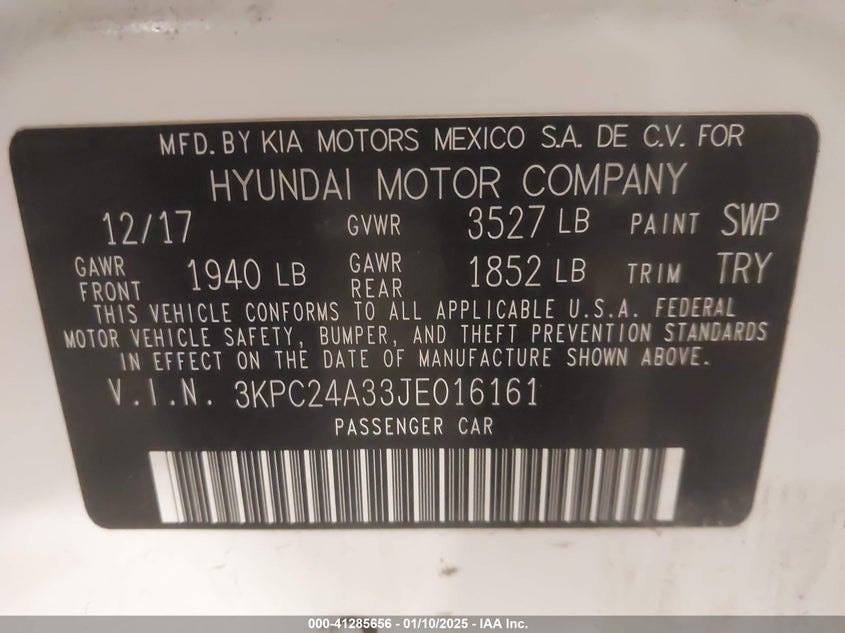 MFD. BY KIA MOTORS MEXICO S.A. DE C.V. FOR
HYUNDAI MOTOR COMPANY
12/17 GVWR 3527 LB PAINT SWP
GAWR FRONT 1940 LB GAWR REAR 1852 LB TRIM TRY
THIS VEHICLE CONFORMS TO ALL APPLICABLE U.S.A. FEDERAL
MOTOR VEHICLE SAFETY, BUMPER, AND THEFT PREVENTION STANDARDS
IN EFFECT ON THE DATE OF MANUFACTURE SHOWN ABOVE.
V.I.N. 3KPC24A33JE016161
PASSENGER CAR
000-41285656 - 01/10/2025 - IAA Inc.